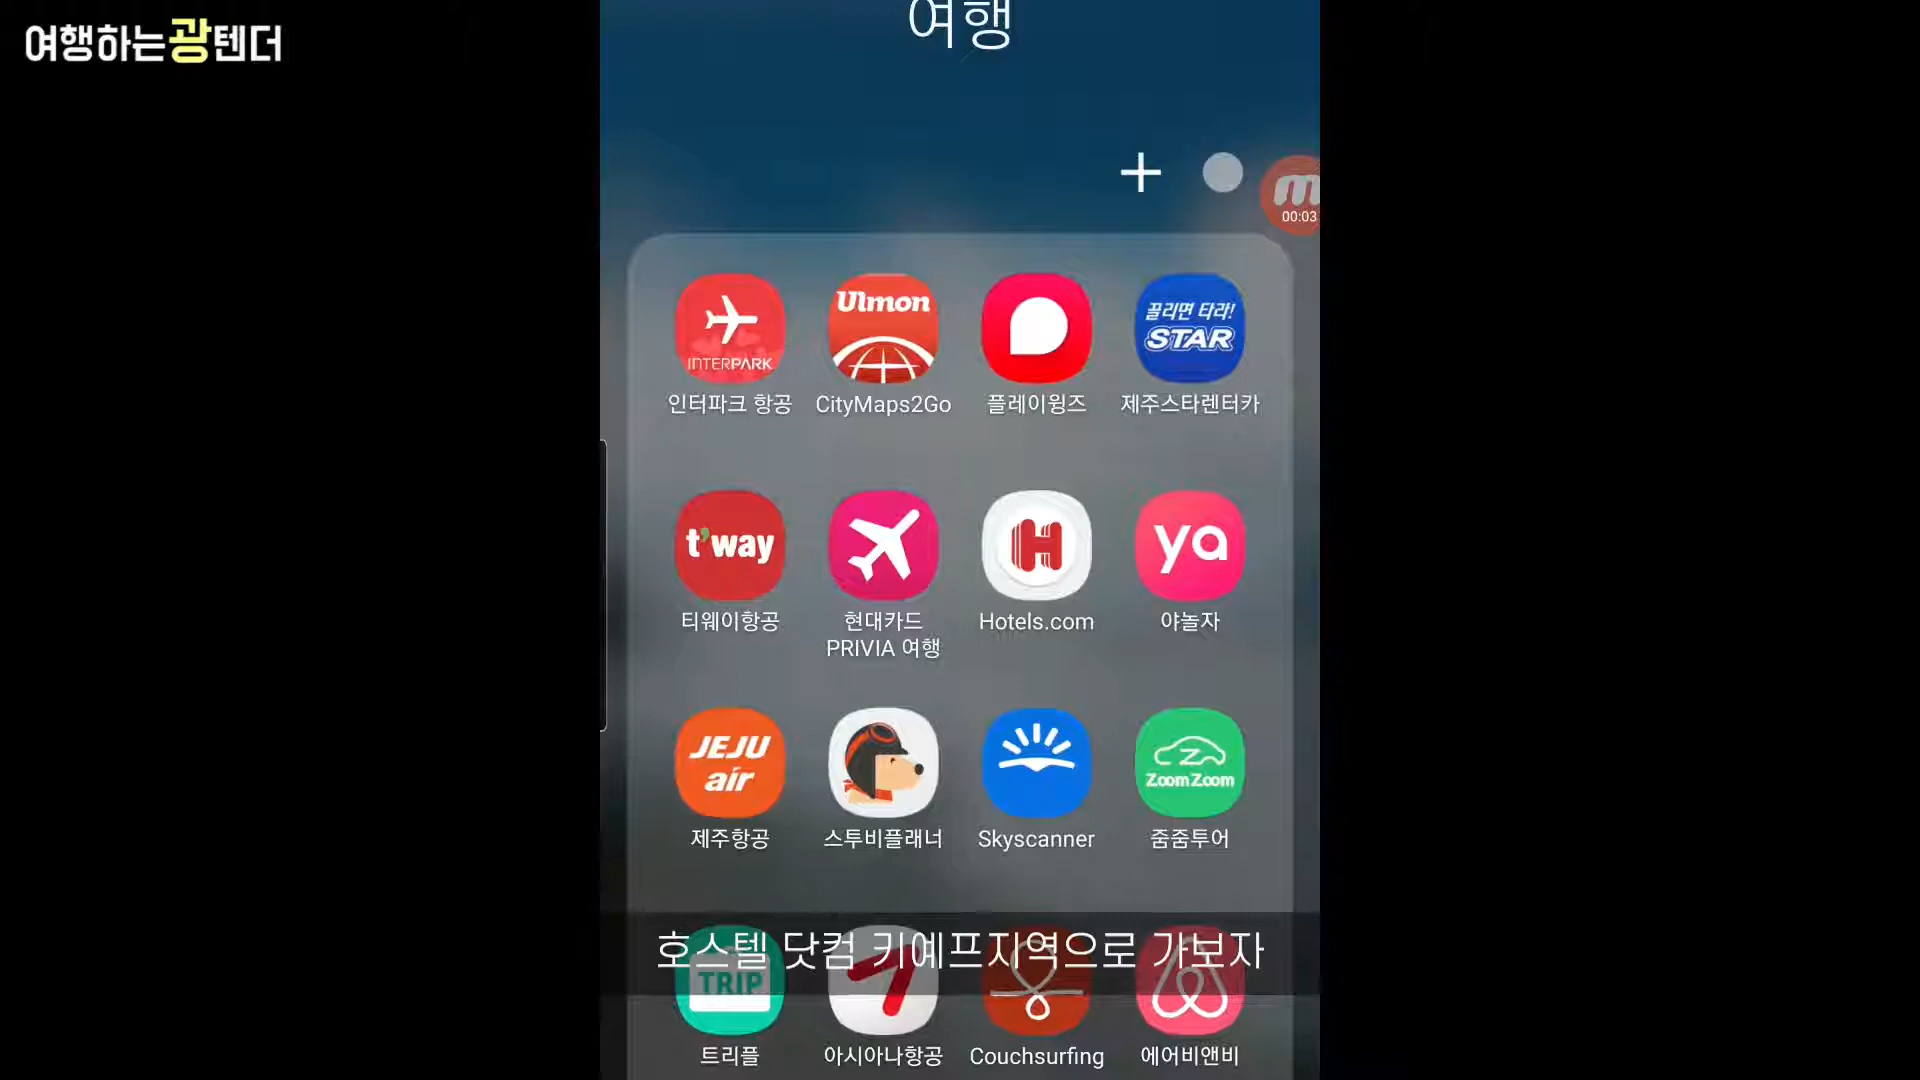 여행하는광텐더
여행
00:03
INTERPARK
Ulmon
끌리면 타라!
STAR
인터파크 항공
CityMaps2Go
플레이윙즈
제주스타렌터카
t'way
H
ya
티웨이항공
현대카드
PRIVIA 여행
Hotels.com
야놀자
JEJU
air
Zoom Zoom
제주항공
스투비플래너
Skyscanner
줌줌투어
호스텔 닷컴 키예프지역으로 가보자
TRIP
트리플
아시아나항공
Couchsurfing
에어비앤비